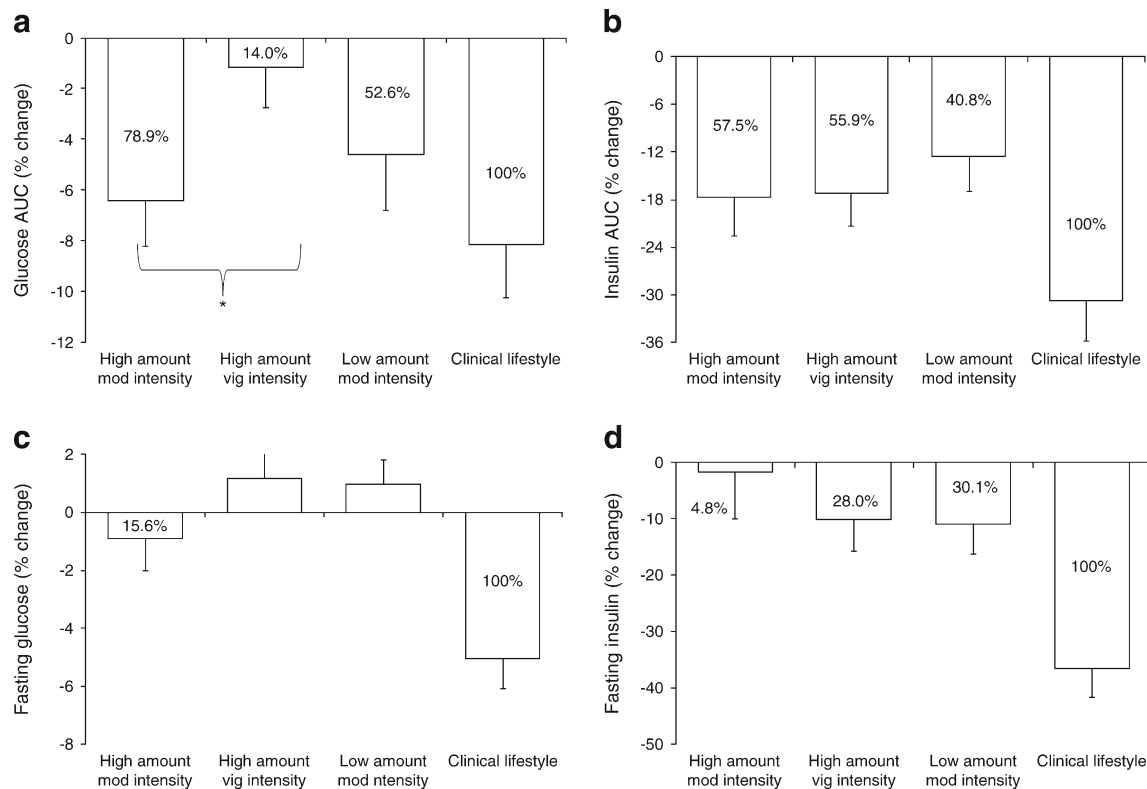 a
Glucose AUC (% change)
0
-2
-4
-6
-8
-10
-12
78.9%
14.0%
52.6%
100%
*
High amount
mod intensity
High amount
vig intensity
Low amount
mod intensity
Clinical lifestyle
b
Insulin AUC (% change)
0
-6
-12
-18
-24
-30
-36
57.5%
55.9%
40.8%
100%
High amount
mod intensity
High amount
vig intensity
Low amount
mod intensity
Clinical lifestyle
c
Fasting glucose (% change)
2
0
-2
-4
-6
-8
15.6%
100%
High amount
mod intensity
High amount
vig intensity
Low amount
mod ntensity
Clinical lifestyle
d
Fasting insulin (% change)
0
-10
-20
-30
-40
-50
4.8%
28.0%
30.1%
100%
High amount
mod intensity
High amount
vig intensity
Low amount
mod intensity
Clinical lifestyle